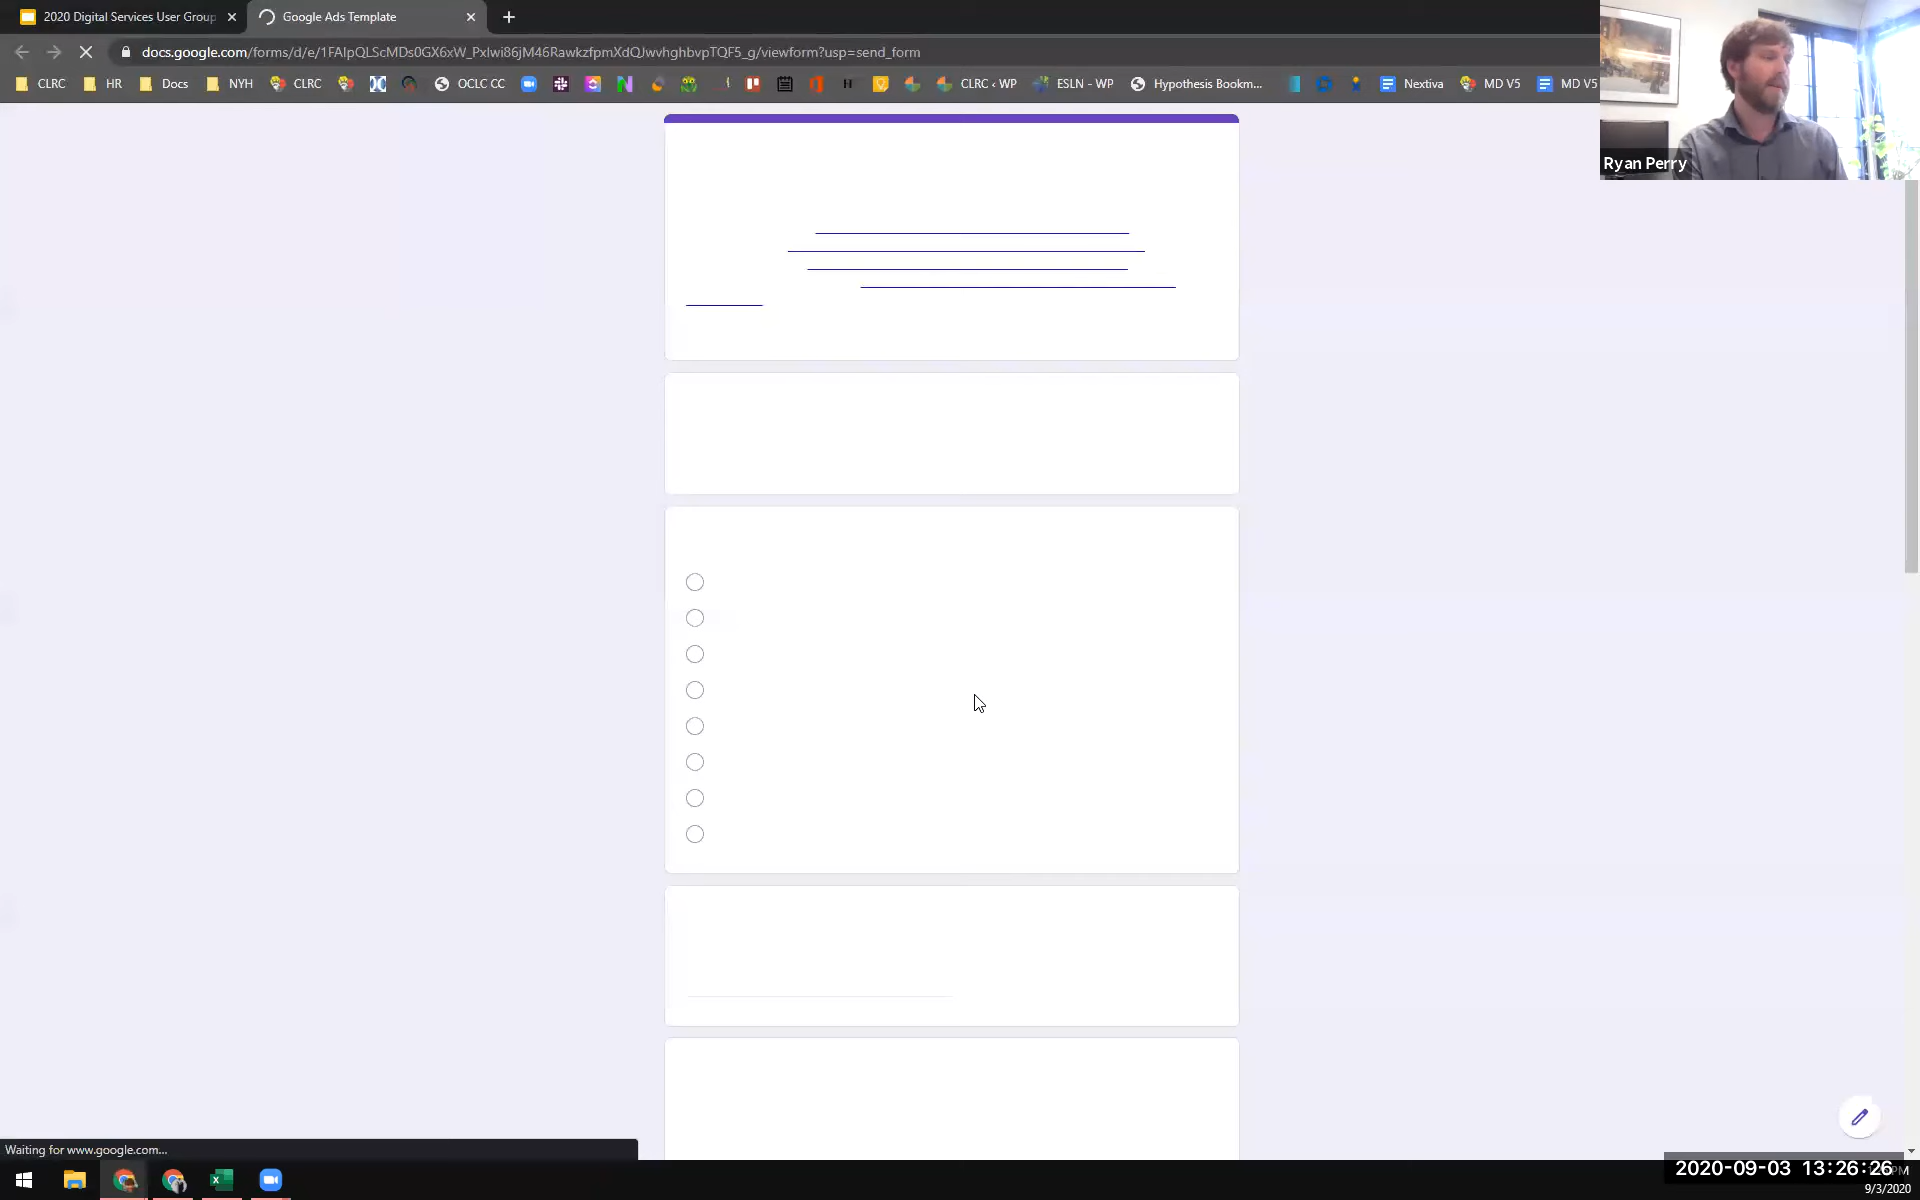 2020 Digital Services User Group
Google Ads Template
docs.google.com/forms/d/e/1FAIpQLScMDs0GX6xW_PxIwi86jM46RawkzfpmXdQJwvhghbvpTQF5_g/viewform?usp=send_form
CLRC HR Docs NYH CLRC OCLC CC CLRC ‹ WP ESLN - WP Hypothesis Bookm... Nextiva MD V5 MD V5
Ryan Perry
Waiting for www.google.com...
2020-09-03 13:26:26
9/3/2020